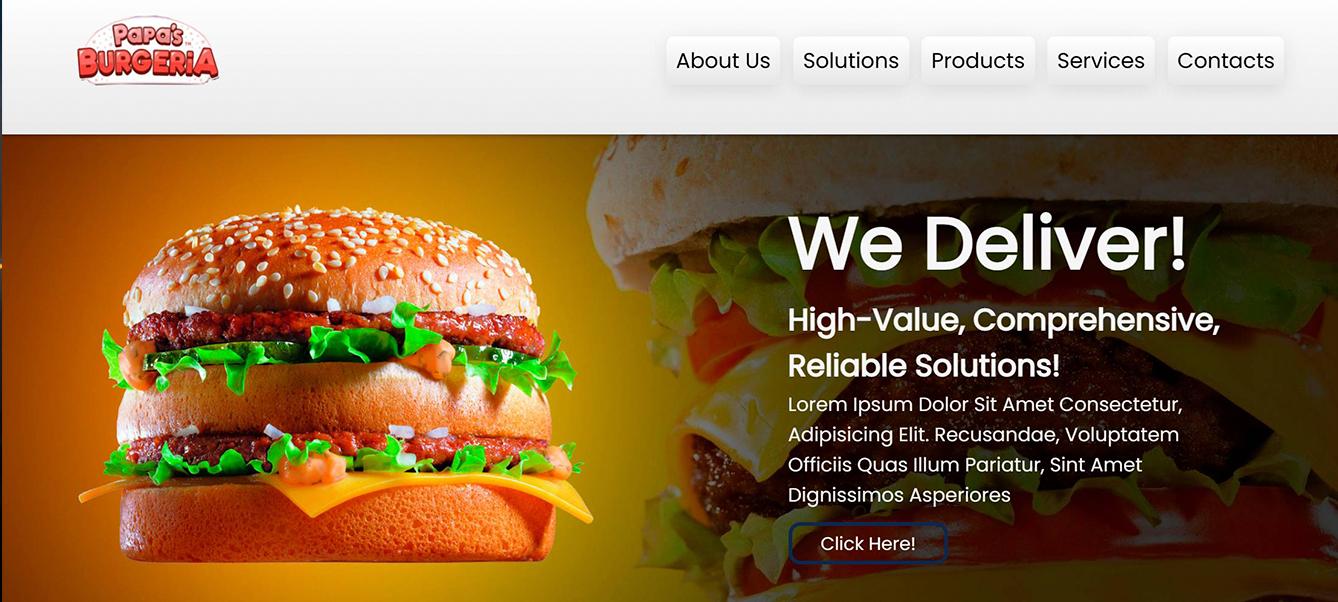 Papa's
BURGERiA
About Us
Solutions
Products
Services
Contacts
We Deliver!
High-Value, Comprehensive,
Reliable Solutions!
Lorem Ipsum Dolor Sit Amet Consectetur,
Adipisicing Elit. Recusandae, Voluptatem
Officiis Quas Illum Pariatur, Sint Amet
Dignissimos Asperiores
Click Here!